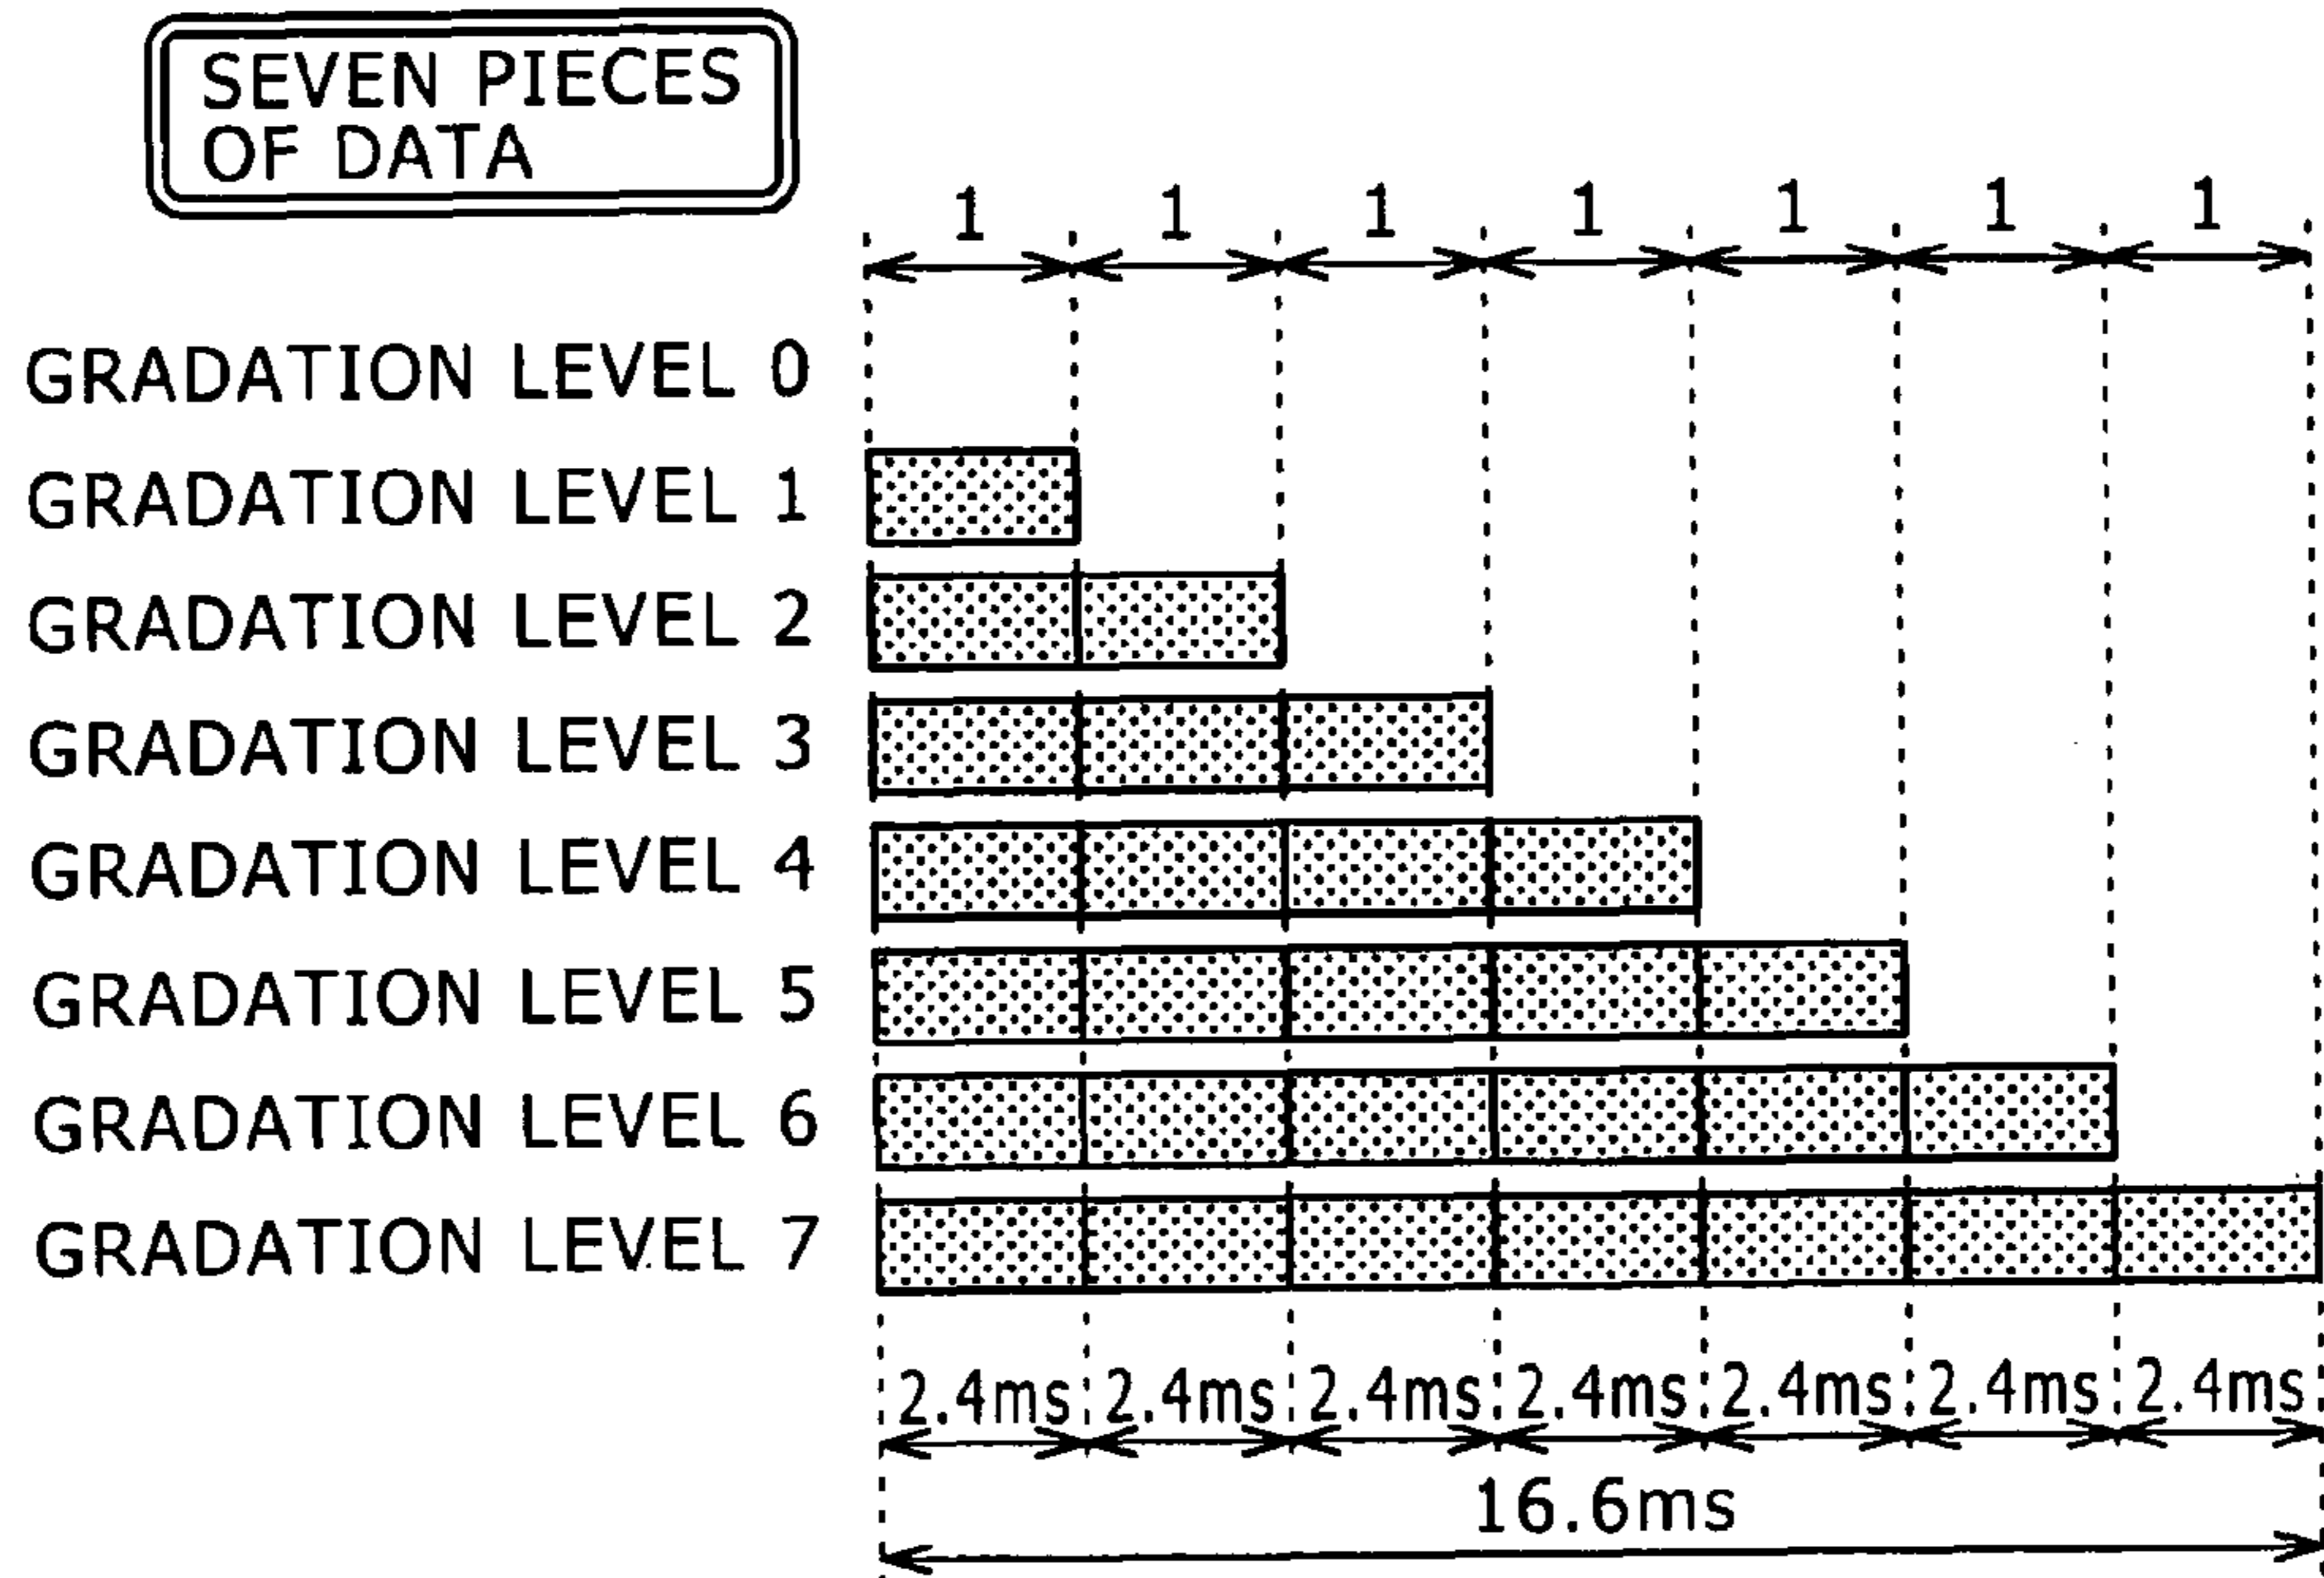 SEVEN PIECES
OF DATA
1 1 1 1 1 1 1
GRADATION LEVEL 0
GRADATION LEVEL 1
GRADATION LEVEL 2
GRADATION LEVEL 3
GRADATION LEVEL 4
GRADATION LEVEL 5
GRADATION LEVEL 6
GRADATION LEVEL 7
2.4ms 2.4ms 2.4ms 2.4ms 2.4ms 2.4ms 2.4ms
16.6ms